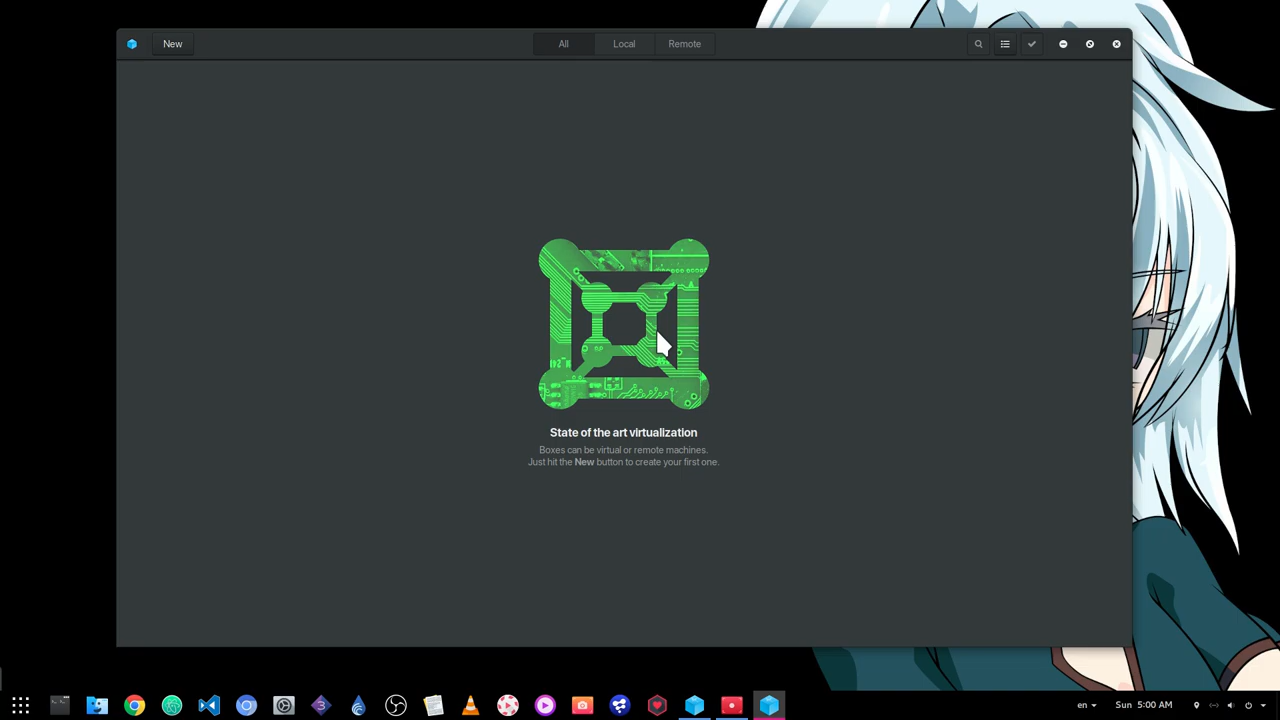 New
All
Local
Remote
State of the art virtualization
Boxes can be virtual or remote machines.
Just hit the New button to create your first one.
en
Sun 5:00 AM